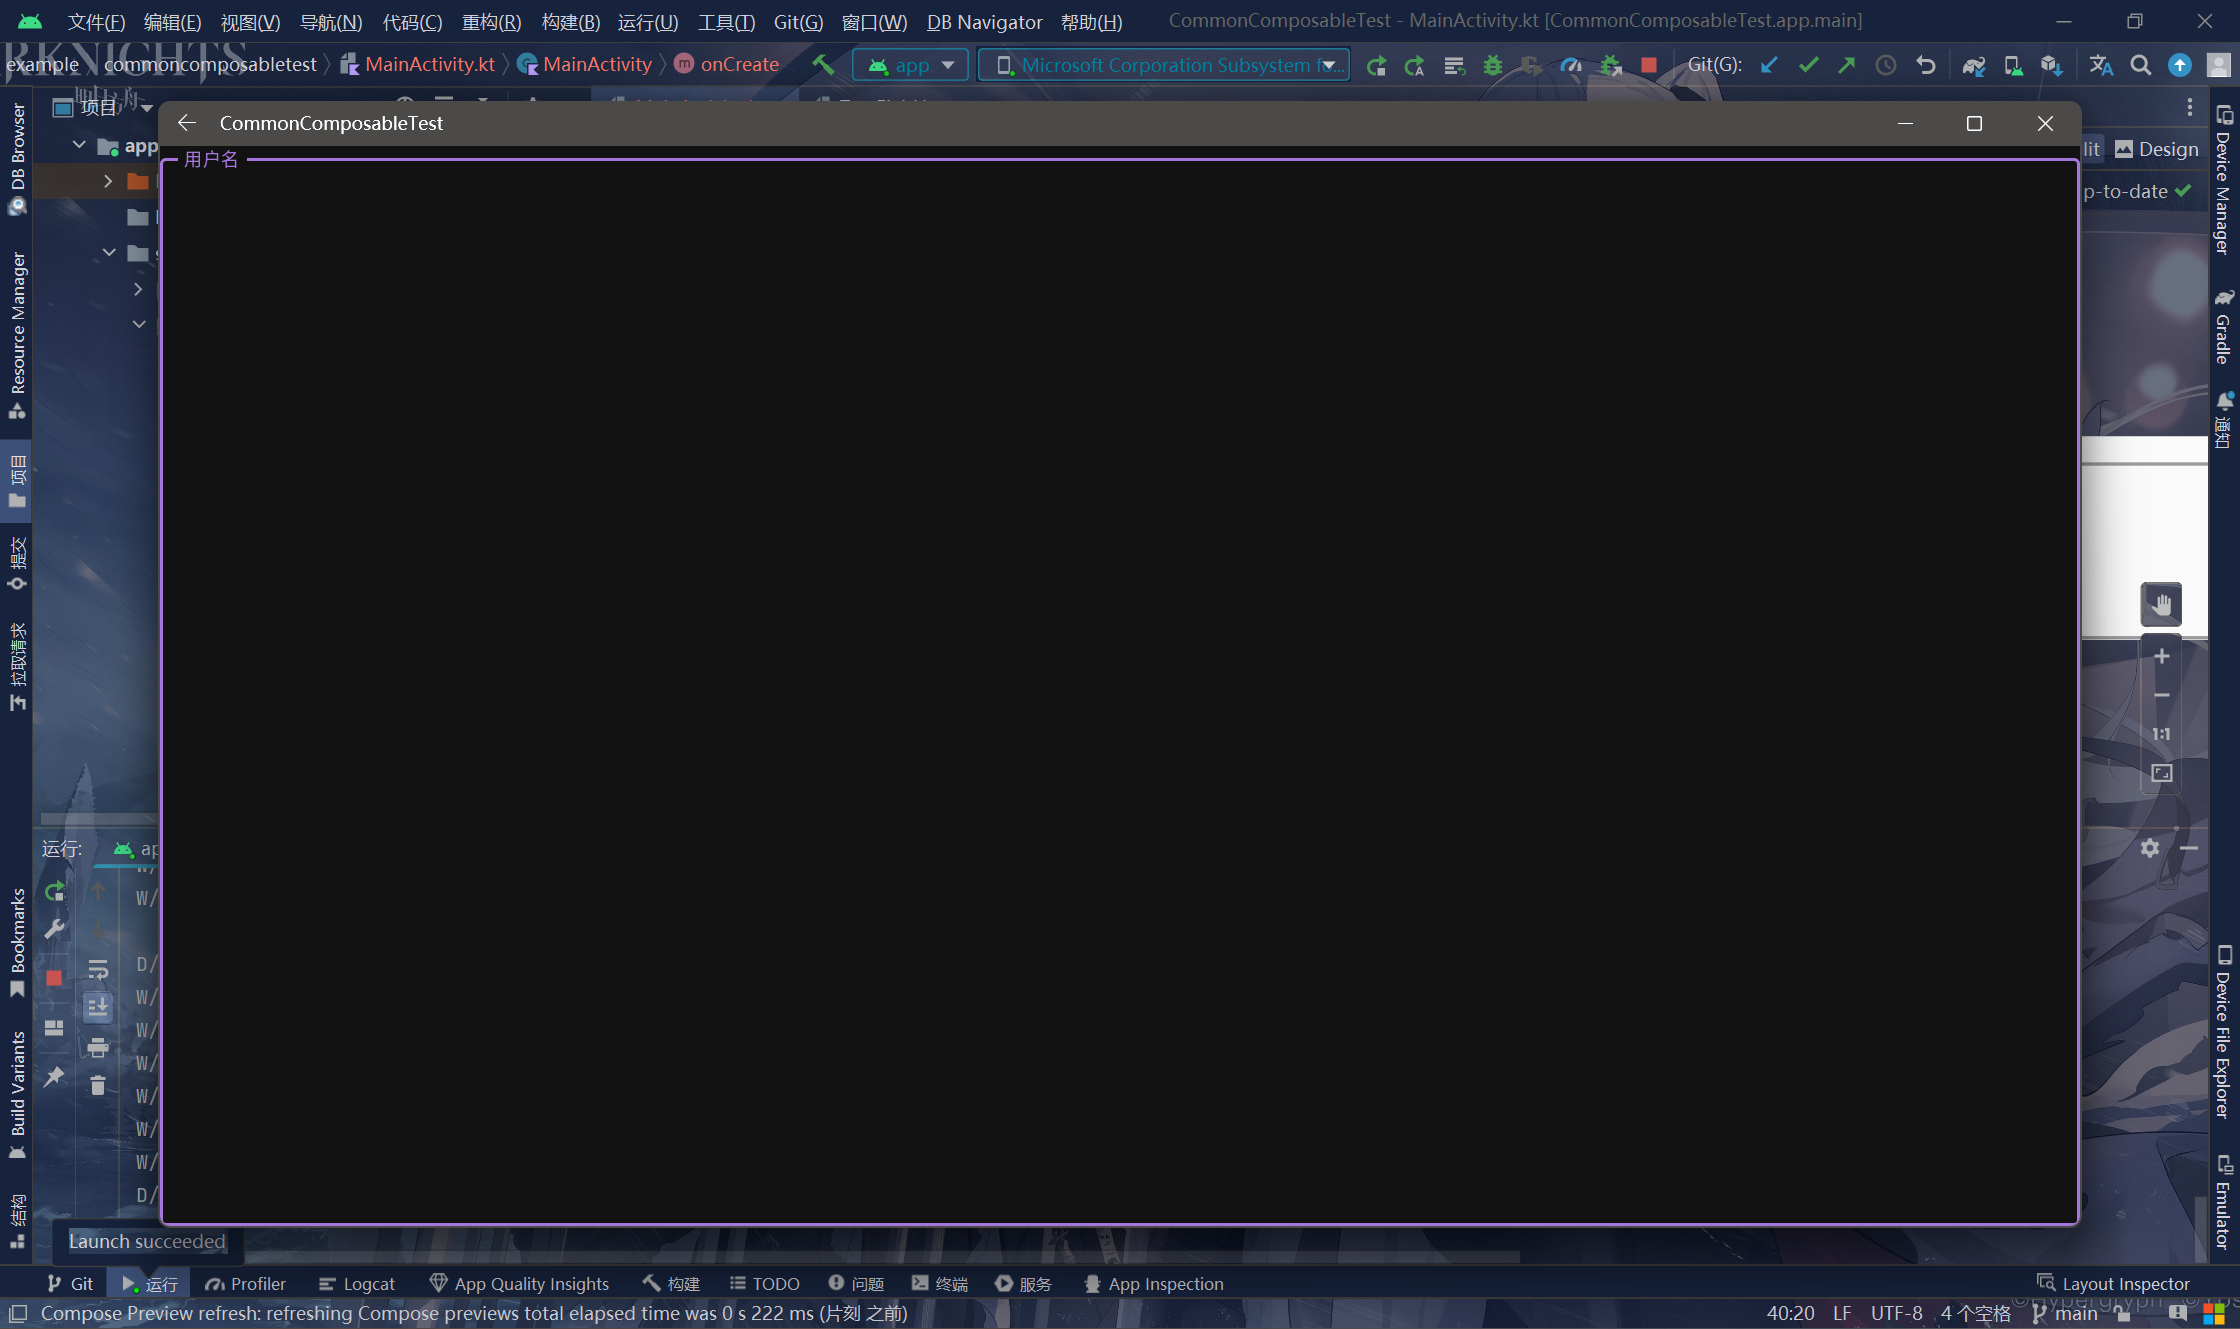 文件(F) 编辑(E) 视图(V) 导航(N) 代码(C) 重构(R) 构建(B) 运行(U) 工具(T) Git(G) 窗口(W) DB Navigator 帮助(H) CommonComposableTest - MainActivity.kt [CommonComposableTest.app.main]
example commoncomposabletest MainActivity.kt MainActivity onCreate app Microsoft Corporation Subsystem fo... Git(G):
RKNIGHTS
项目
CommonComposableTest
用户名
app
lit Design
p-to-date
DB Browser
Resource Manager
项目
提交
拉取请求
Bookmarks
Build Variants
结构
Device Manager
Gradle
通知
Device File Explorer
Emulator
1:1
运行: ap
W/
W/
D/
W/
W/
W/
W/
W/
W/
D/
Launch succeeded
Git 运行 Profiler Logcat App Quality Insights 构建 TODO 问题 终端 服务 App Inspection Layout Inspector
Compose Preview refresh: refreshing Compose previews total elapsed time was 0 s 222 ms (片刻 之前) 40:20 LF UTF-8 4 个空格 main